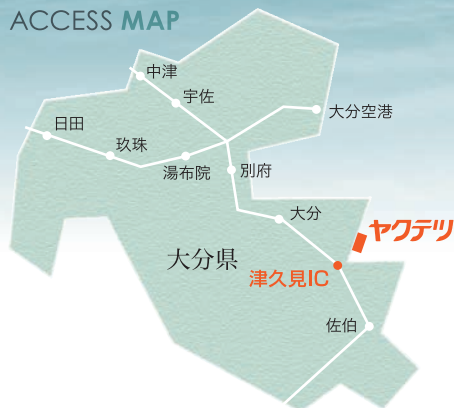 ACCESS MAP
中津
宇佐
大分空港
日田
玖珠
湯布院
別府
大分
ヤクテツ
大分県
津久見IC
佐伯